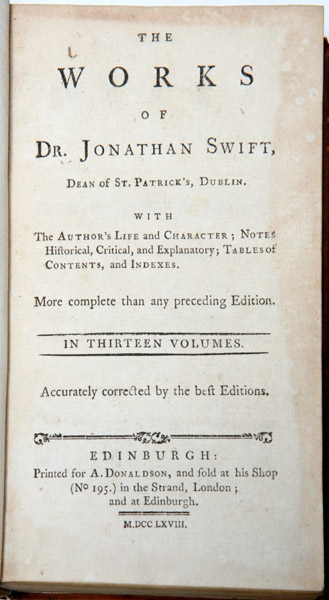 THE
WORKS
OF
DR. JONATHAN SWIFT,
DEAN OF ST. PATRICK'S, DUBLIN.
WITH
The AUTHOR'S LIFE and CHARACTER; NOTES
Hiſtorical, Critical, and Explanatory; TABLES of
CONTENTS, and INDEXES.
More complete than any preceding Edition.
IN THIRTEEN VOLUMES.
Accurately corrected by the beſt Editions.
EDINBURGH:
Printed for A. DONALDSON, and ſold at his Shop
(No 195.) in the Strand, London;
and at Edinburgh.
M.DCC LXVIII.